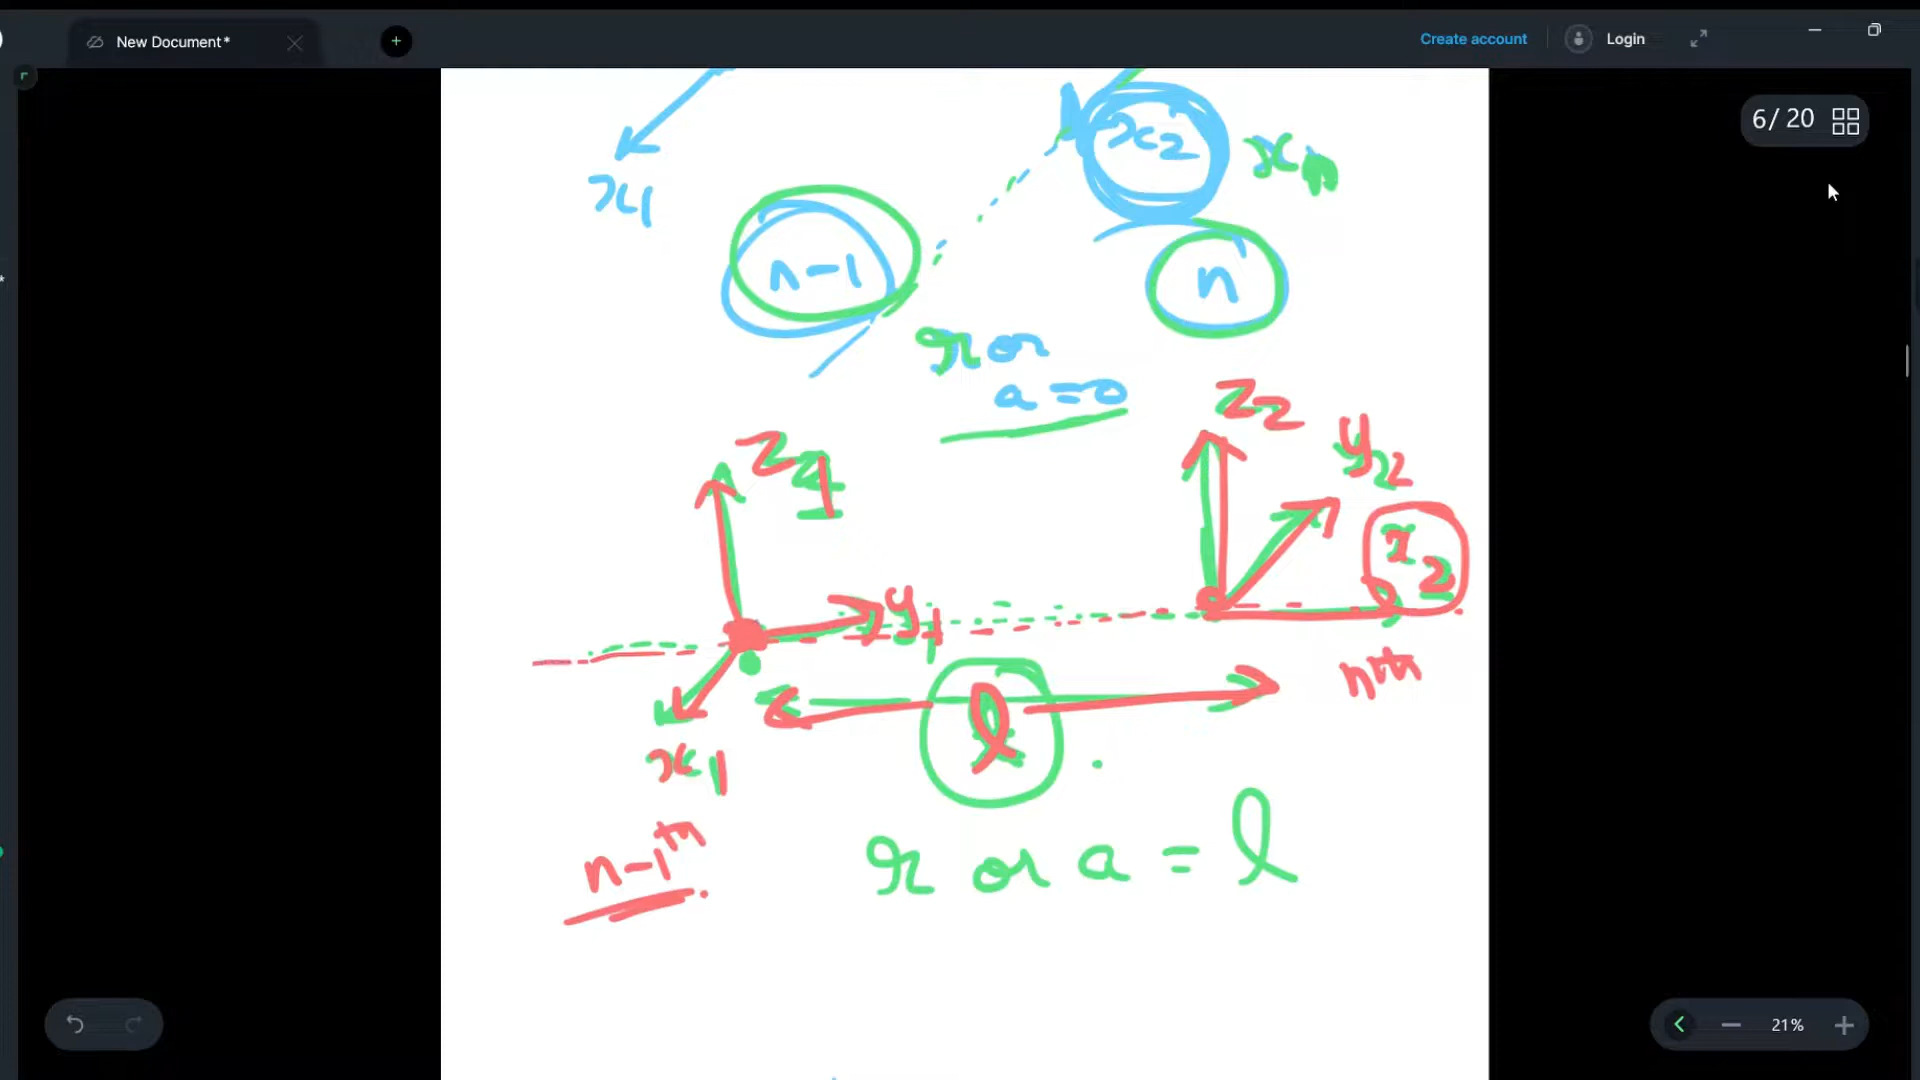 New Document*
Create account
Login
6/ 20
x1
x2
xn
n-1
n
r or
a = 0
z1
z2
y2
x2
y1
l
nth
x1
n-1th
r or a = l
21%